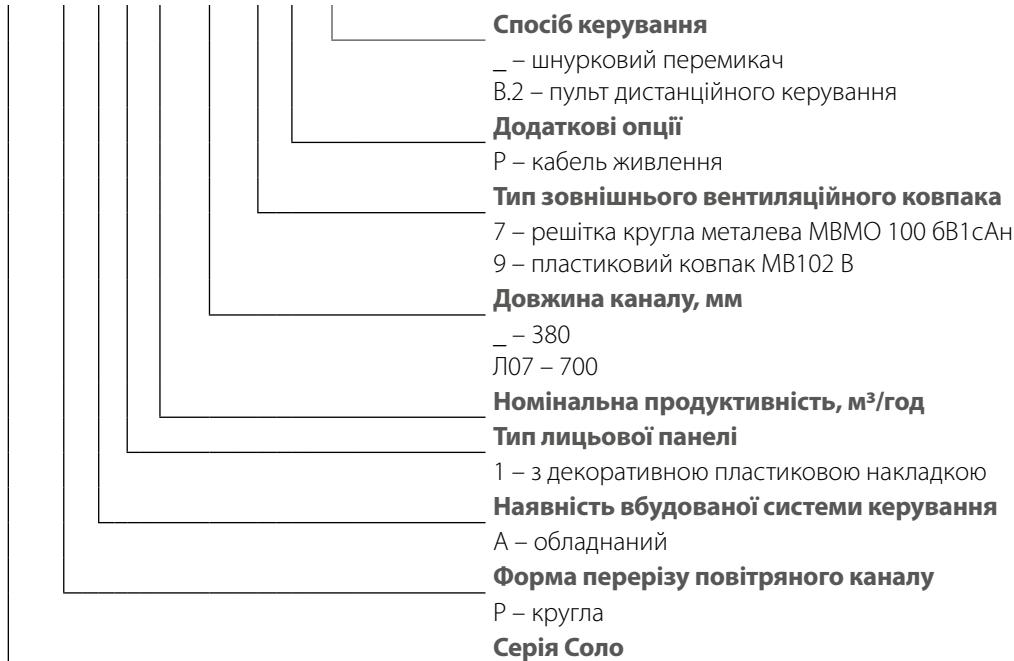 Спосіб керування
_ – шнурковий перемикач
В.2 – пульт дистанційного керування
Додаткові опції
Р – кабель живлення
Тип зовнішнього вентиляційного ковпака
7 – решітка кругла металева МВМО 100 бВ1сАн
9 – пластиковий ковпак МВ102 В
Довжина каналу, мм
_ – 380
Л07 – 700
Номінальна продуктивність, м³/год
Тип лицьової панелі
1 – з декоративною пластиковою накладкою
Наявність вбудованої системи керування
А – обладнаний
Форма перерізу повітряного каналу
Р – кругла
Серія Соло